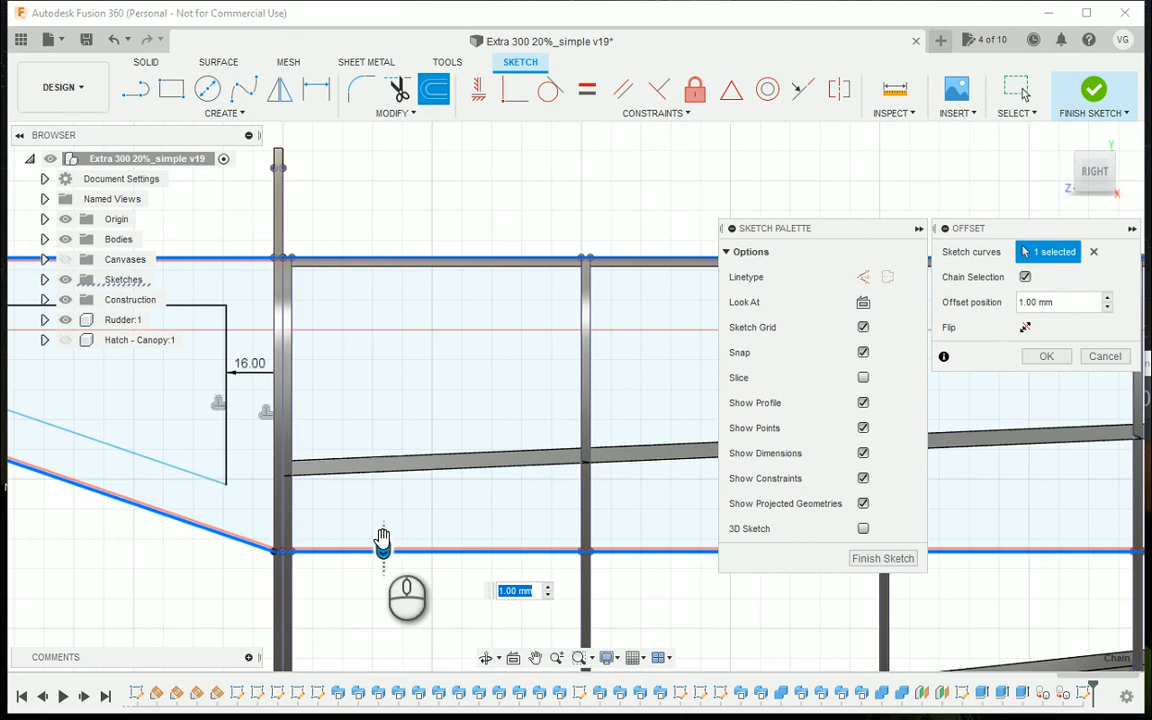 Autodesk Fusion 360 (Personal - Not for Commercial Use)
Extra 300 20%_simple v19*
4 of 10
VG
DESIGN
SOLID
SURFACE
MESH
SHEET METAL
TOOLS
SKETCH
CREATE
MODIFY
CONSTRAINTS
INSPECT
INSERT
SELECT
FINISH SKETCH
BROWSER
Extra 300 20%_simple v19
Document Settings
Named Views
Origin
Bodies
Canvases
Sketches
Construction
Rudder:1
Hatch - Canopy:1
16.00
Y
RIGHT
Z
X
SKETCH PALETTE
Options
Linetype
Look At
Sketch Grid
Snap
Slice
Show Profile
Show Points
Show Dimensions
Show Constraints
Show Projected Geometries
3D Sketch
Finish Sketch
OFFSET
Sketch curves
1 selected
Chain Selection
Offset position
1.00 mm
Flip
OK
Cancel
1.00 mm
COMMENTS
Chain